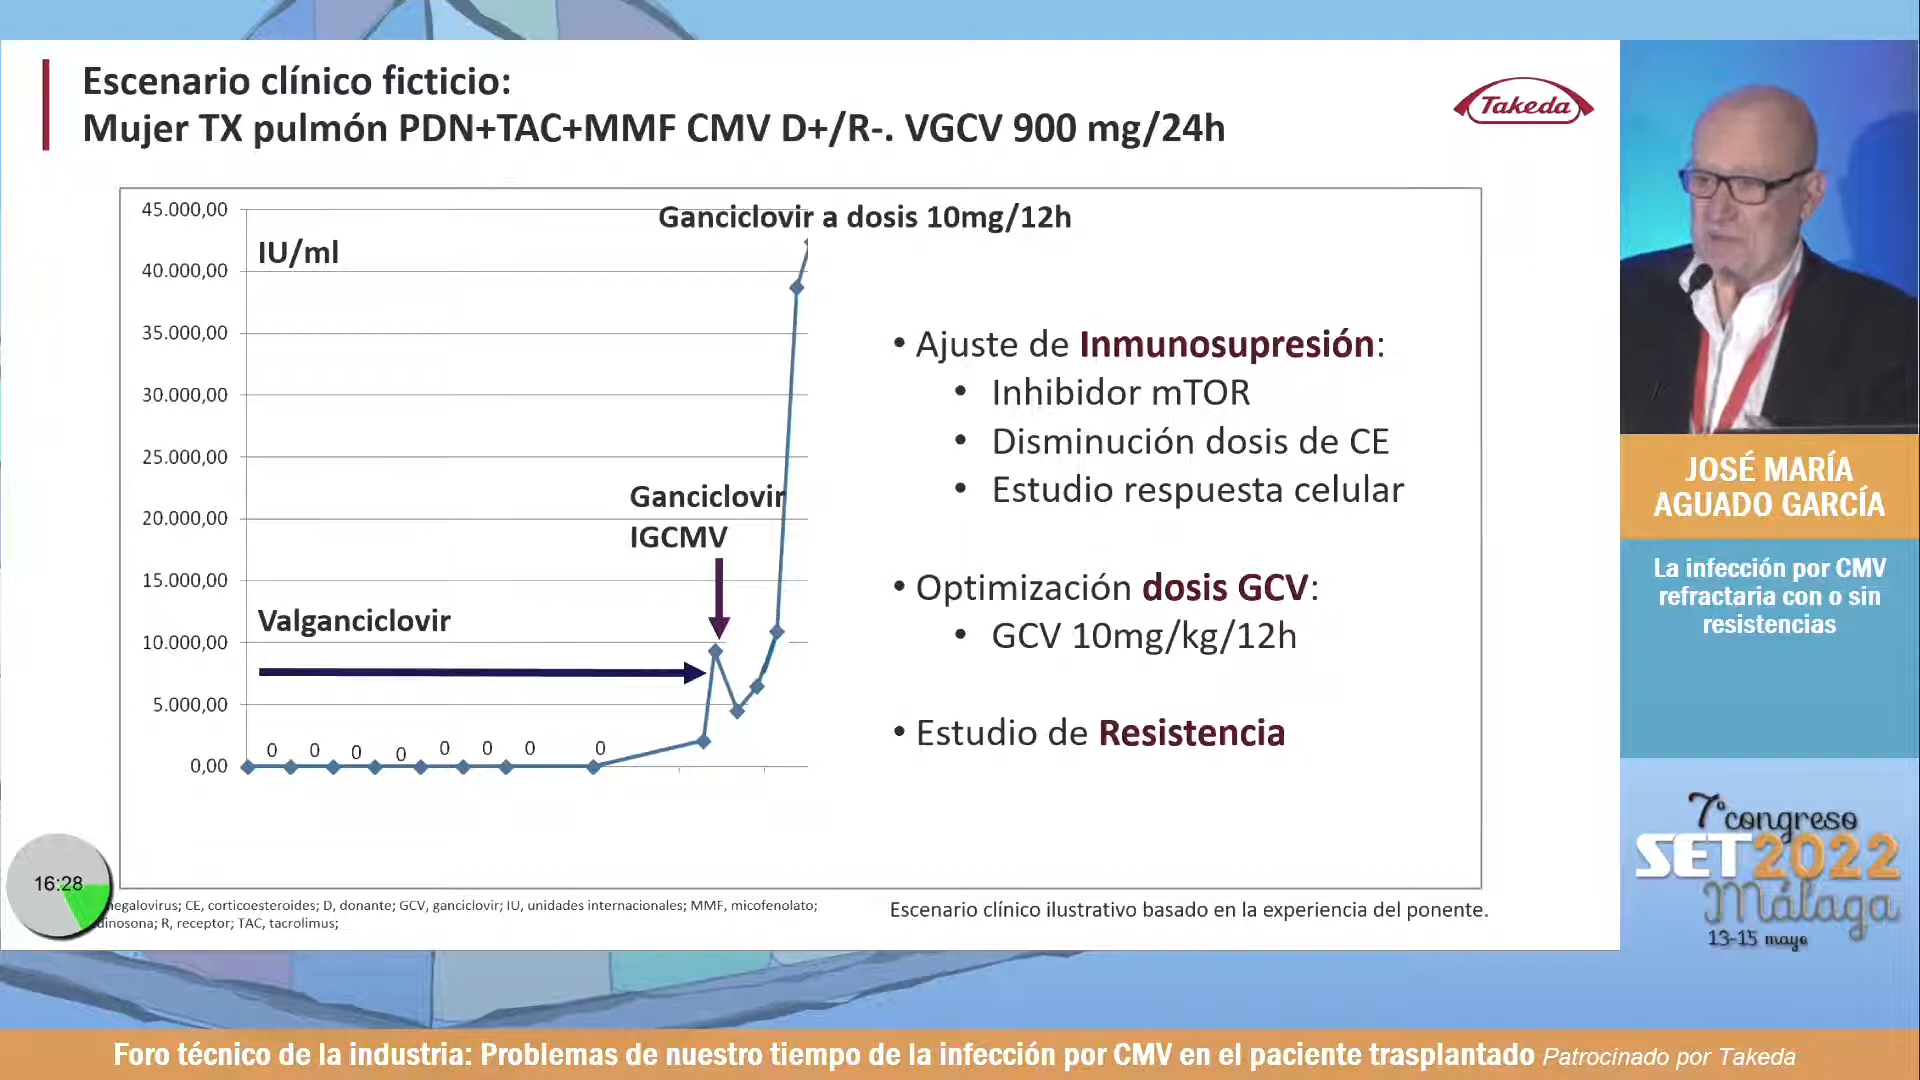 Escenario clínico ficticio:
Mujer TX pulmón PDN+TAC+MMF CMV D+/R-. VGCV 900 mg/24h
Takeda
45.000,00
40.000,00
35.000,00
30.000,00
25.000,00
20.000,00
15.000,00
10.000,00
5.000,00
0,00
IU/ml
Ganciclovir a dosis 10mg/12h
Ganciclovir
IGCMV
Valganciclovir
0 0 0 0 0 0 0 0
• Ajuste de Inmunosupresión:
• Inhibidor mTOR
• Disminución dosis de CE
• Estudio respuesta celular
• Optimización dosis GCV:
• GCV 10mg/kg/12h
• Estudio de Resistencia
16:28
negalovirus; CE, corticoesteroides; D, donante; GCV, ganciclovir; IU, unidades internacionales; MMF, micofenolato;
dinosona; R, receptor; TAC, tacrolimus;
Escenario clínico ilustrativo basado en la experiencia del ponente.
JOSÉ MARÍA
AGUADO GARCÍA
La infección por CMV
refractaria con o sin
resistencias
7º congreso
SET2022
Málaga
13-15 mayo
Foro técnico de la industria: Problemas de nuestro tiempo de la infección por CMV en el paciente trasplantado Patrocinado por Takeda